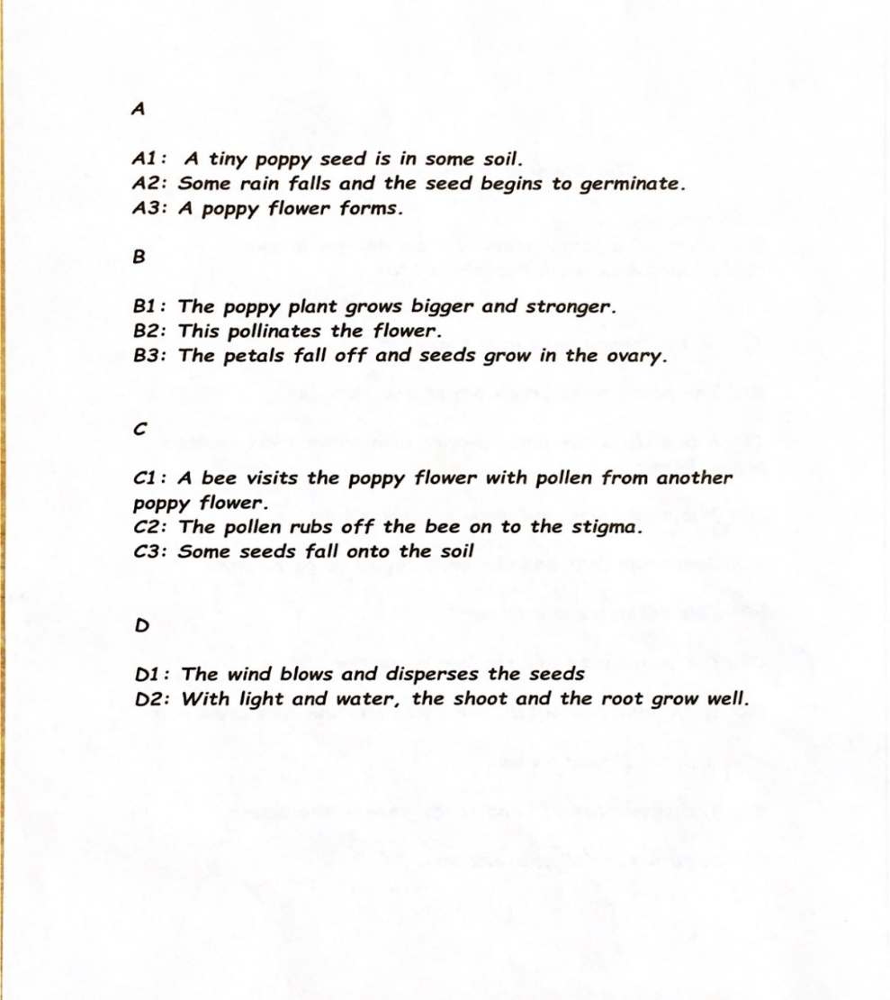 A
A1: A tiny poppy seed is in some soil.
A2: Some rain falls and the seed begins to germinate.
A3: A poppy flower forms.
B
B1: The poppy plant grows bigger and stronger.
B2: This pollinates the flower.
B3: The petals fall off and seeds grow in the ovary.
C
C1: A bee visits the poppy flower with pollen from another
poppy flower.
C2: The pollen rubs off the bee on to the stigma.
C3: Some seeds fall onto the soil
D
D1: The wind blows and disperses the seeds
D2: With light and water, the shoot and the root grow well.